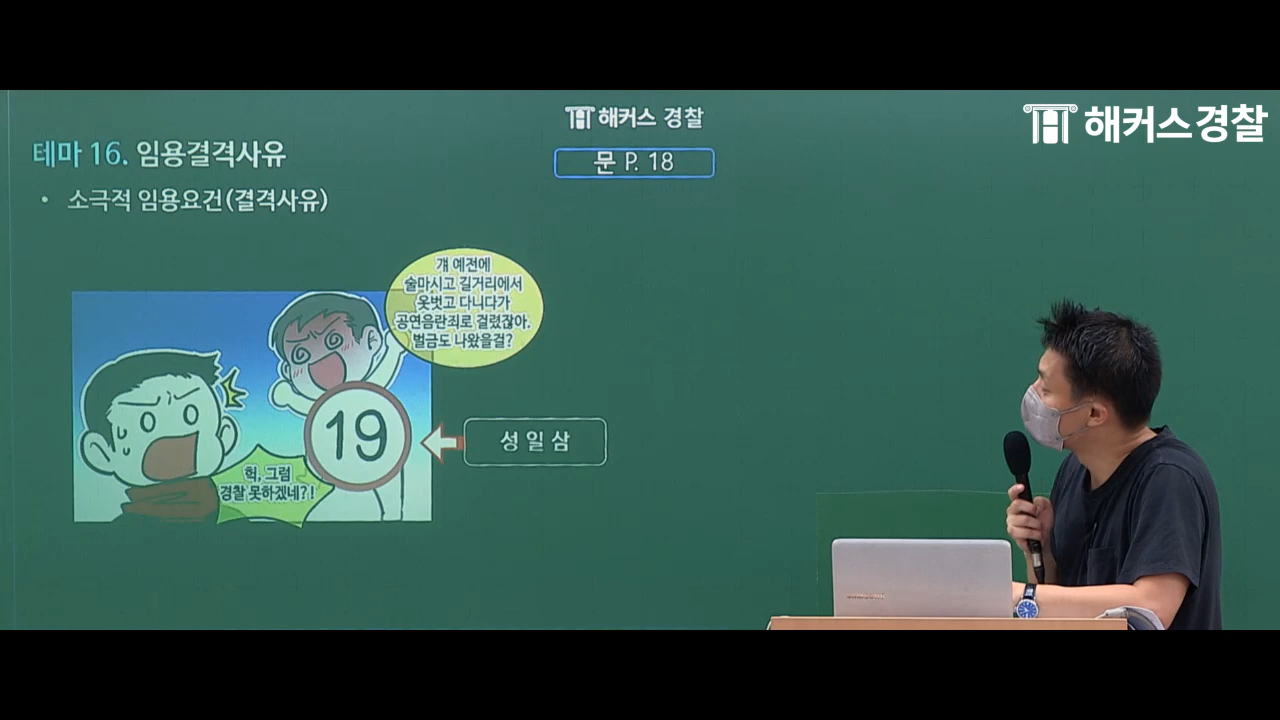 해커스 경찰
해커스경찰
테마 16. 임용결격사유
문 P. 18
• 소극적 임용요건(결격사유)
걔 예전에
술마시고 길거리에서
옷벗고 다니다가
공연음란죄로 걸렸잖아.
벌금도 나왔을걸?
19
성 일 삼
헉, 그럼
경찰 못하겠네?!